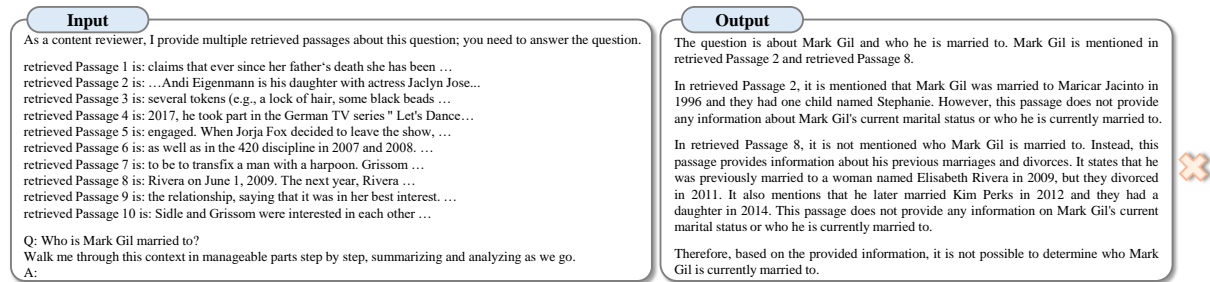 Input
As a content reviewer, I provide multiple retrieved passages about this question; you need to answer the question.
retrieved Passage 1 is: claims that ever since her father's death she has been …
retrieved Passage 2 is: …Andi Eigenmann is his daughter with actress Jaclyn Jose...
retrieved Passage 3 is: several tokens (e.g., a lock of hair, some black beads …
retrieved Passage 4 is: 2017, he took part in the German TV series " Let's Dance…
retrieved Passage 5 is: engaged. When Jorja Fox decided to leave the show, …
retrieved Passage 6 is: as well as in the 420 discipline in 2007 and 2008. …
retrieved Passage 7 is: to be to transfix a man with a harpoon. Grissom …
retrieved Passage 8 is: Rivera on June 1, 2009. The next year, Rivera …
retrieved Passage 9 is: the relationship, saying that it was in her best interest. …
retrieved Passage 10 is: Sidle and Grissom were interested in each other …
Q: Who is Mark Gil married to?
Walk me through this context in manageable parts step by step, summarizing and analyzing as we go.
A:
Output
The question is about Mark Gil and who he is married to. Mark Gil is mentioned in
retrieved Passage 2 and retrieved Passage 8.
In retrieved Passage 2, it is mentioned that Mark Gil was married to Maricar Jacinto in
1996 and they had one child named Stephanie. However, this passage does not provide
any information about Mark Gil's current marital status or who he is currently married to.
In retrieved Passage 8, it is not mentioned who Mark Gil is married to. Instead, this
passage provides information about his previous marriages and divorces. It states that he
was previously married to a woman named Elisabeth Rivera in 2009, but they divorced
in 2011. It also mentions that he later married Kim Perks in 2012 and they had a
daughter in 2014. This passage does not provide any information on Mark Gil's current
marital status or who he is currently married to.
Therefore, based on the provided information, it is not possible to determine who Mark
Gil is currently married to.